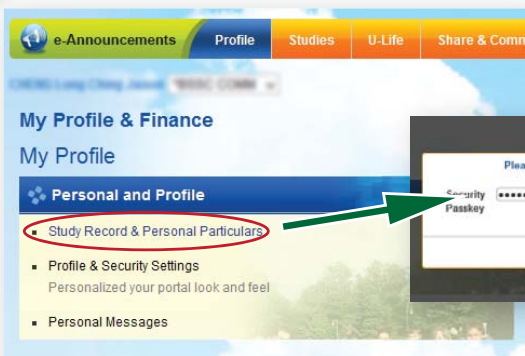 e-Announcements Profile Studies U-Life Share & Comm
My Profile & Finance
My Profile
Plea
Personal and Profile
Security
Passkey
Study Record & Personal Particulars
Profile & Security Settings
Personalized your portal look and feel
Personal Messages